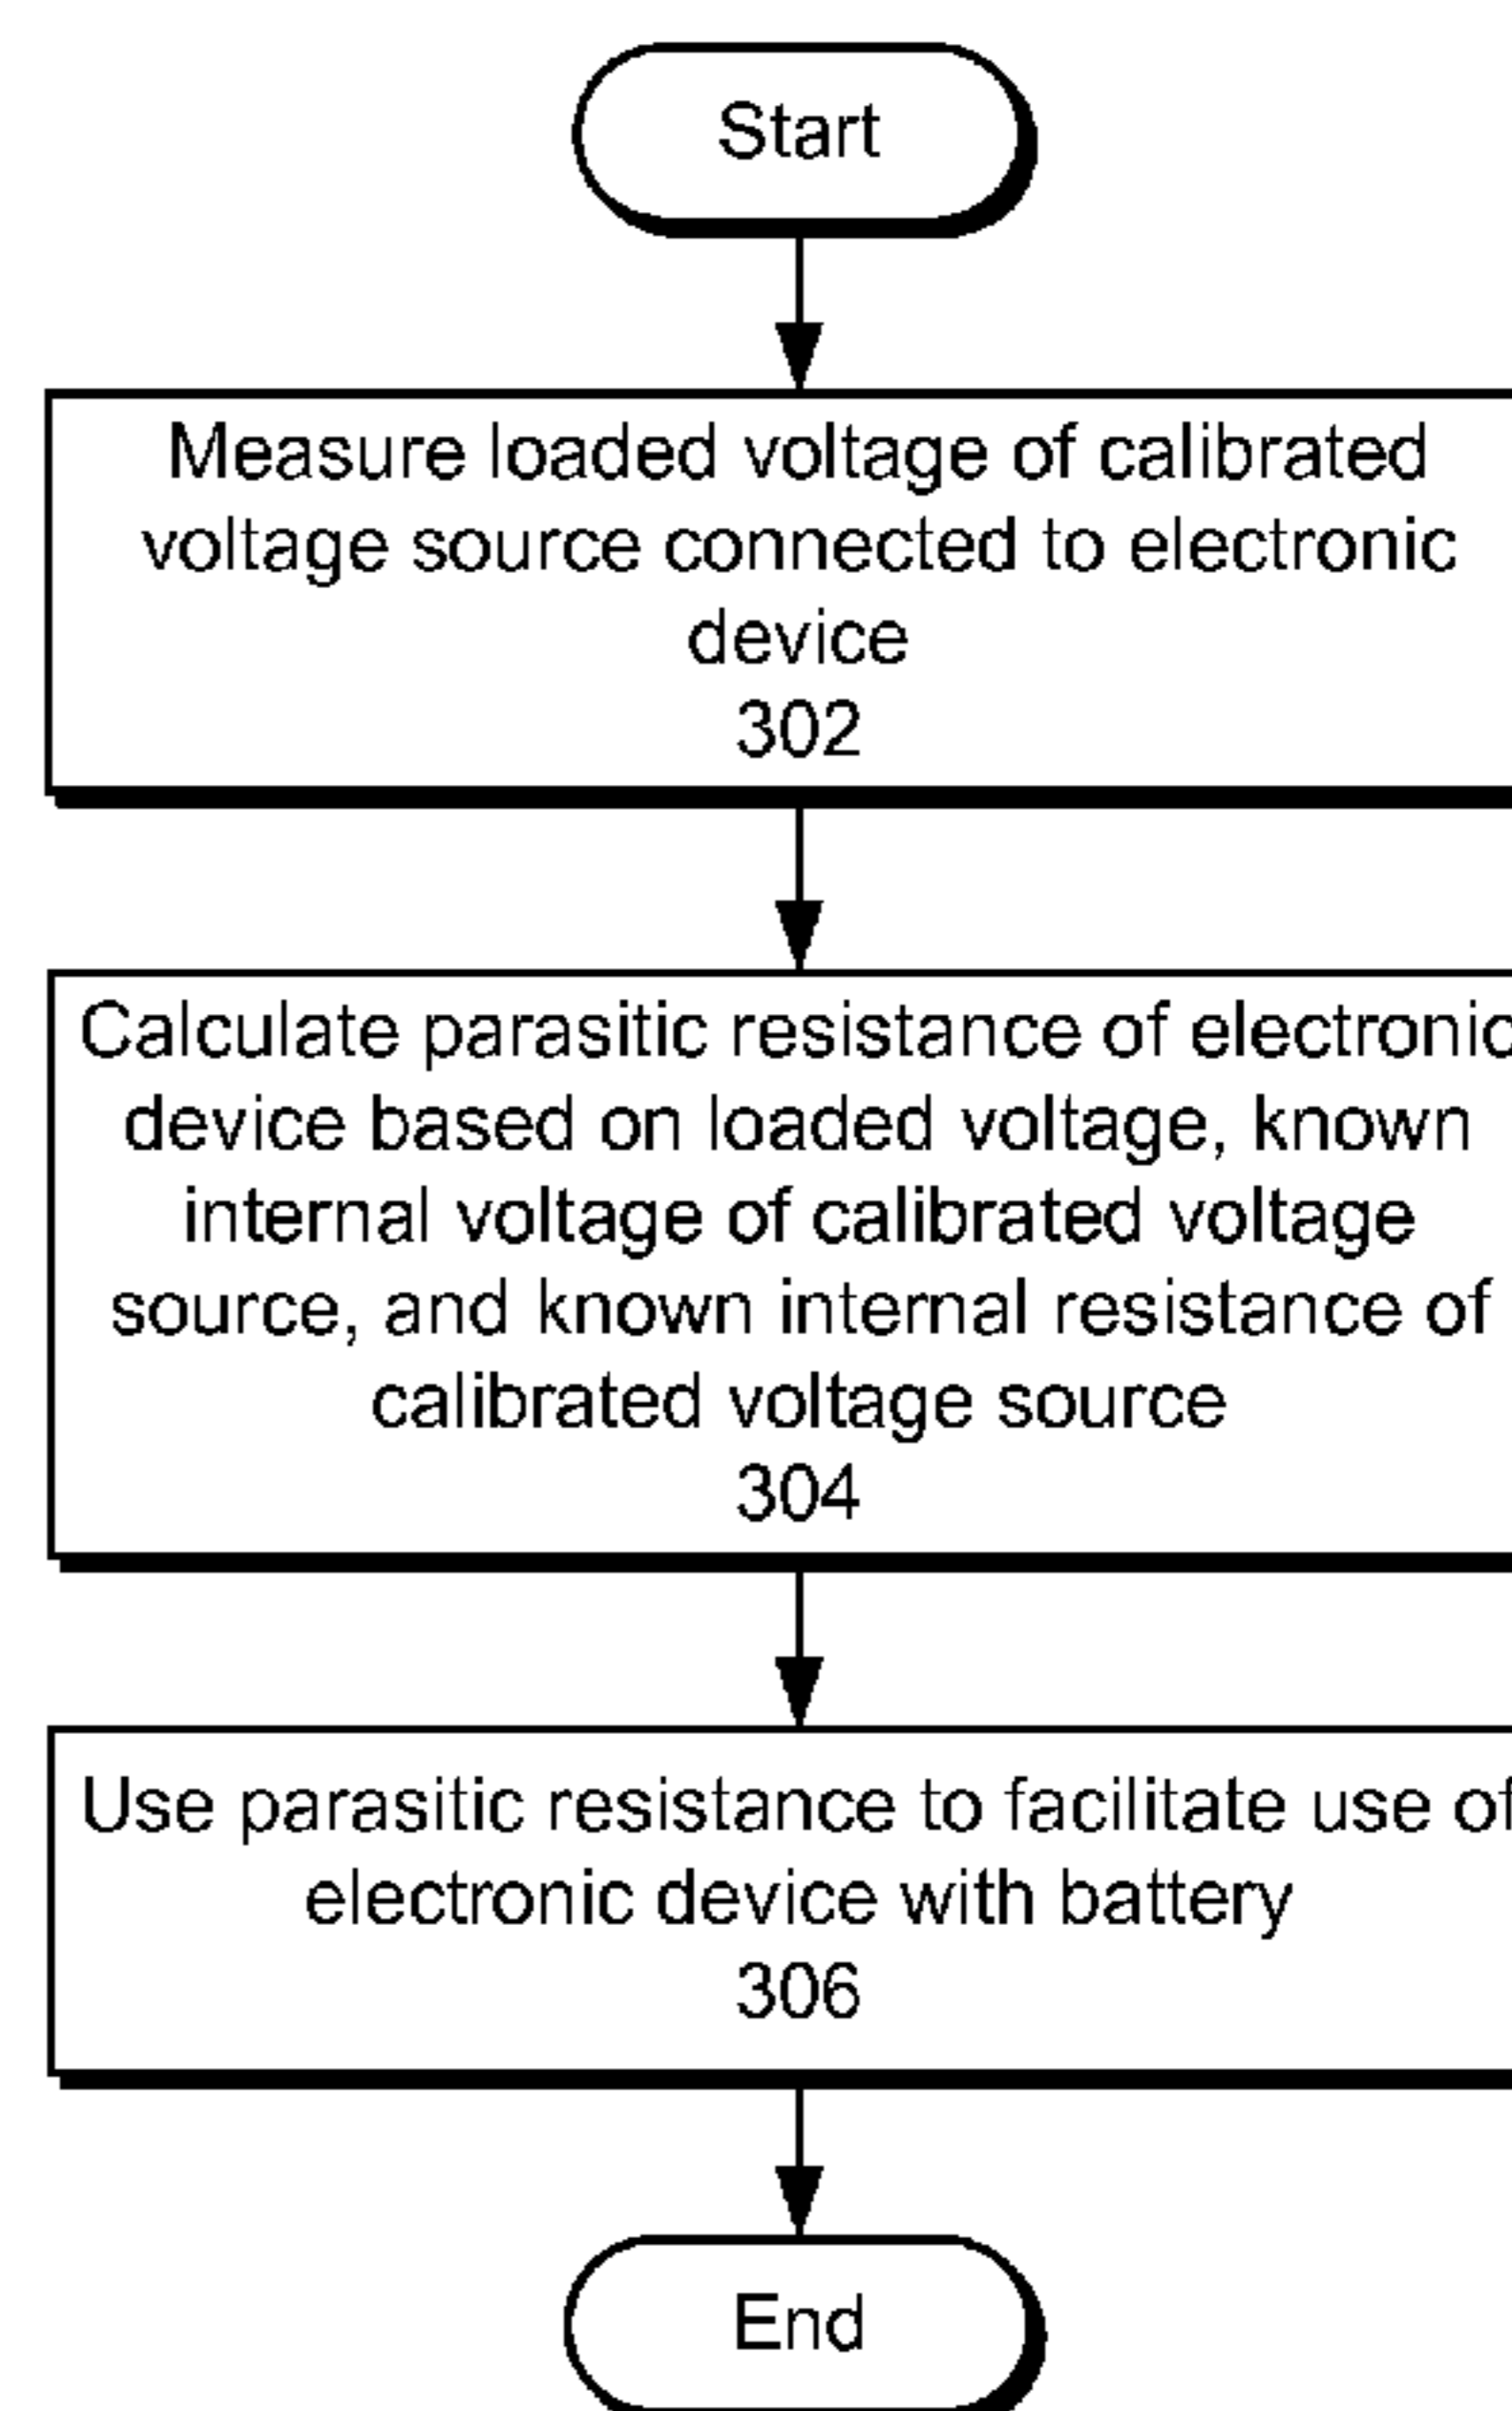 Start
Measure loaded voltage of calibrated
voltage source connected to electronic
device
302
Calculate parasitic resistance of electronic
device based on loaded voltage, known
internal voltage of calibrated voltage
source, and known internal resistance of
calibrated voltage source
304
Use parasitic resistance to facilitate use of
electronic device with battery
306
End